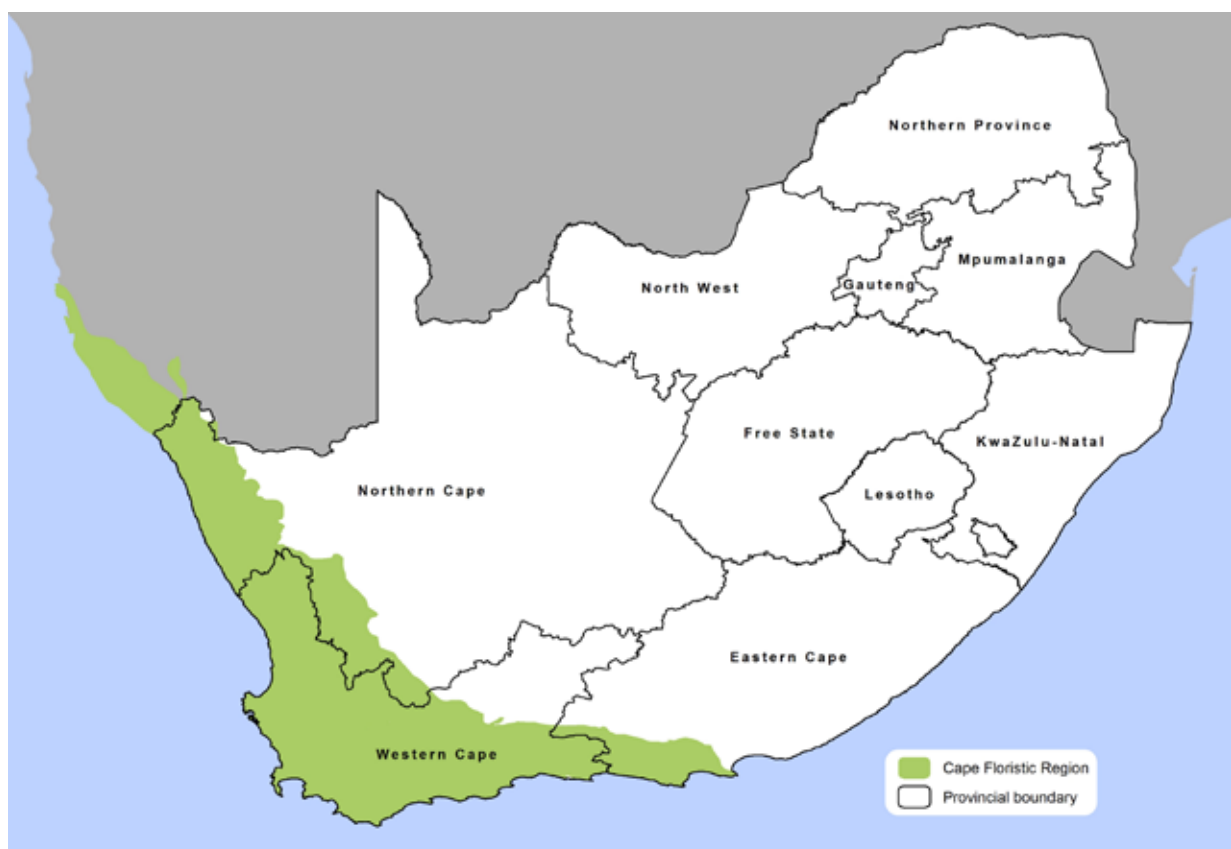 Northern Province
Mpumalanga
North West
Gauteng
Free State
KwaZulu-Natal
Northern Cape
Lesotho
Eastern Cape
Western Cape
Cape Floristic Region
Provincial boundary